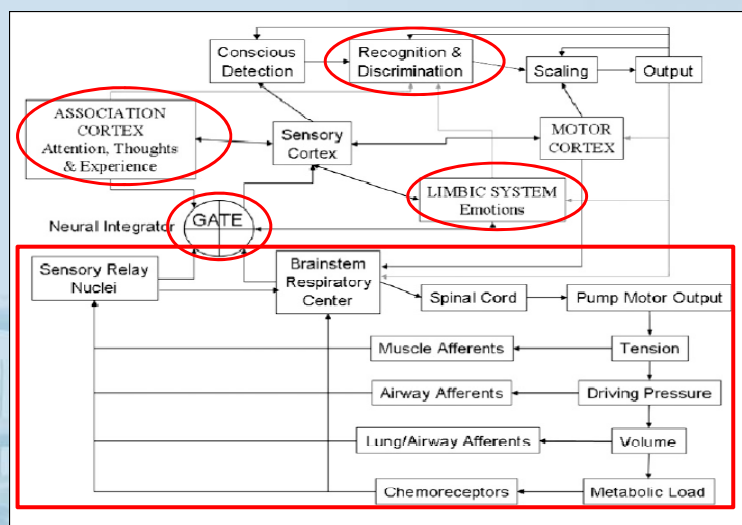 Conscious
Detection
Recognition &
Discrimination
Scaling
Output
ASSOCIATION
CORTEX
Attention, Thoughts
& Experience
Sensory
Cortex
MOTOR
CORTEX
LIMBIC SYSTEM
Emotions
Neural Integrator
GATE
Sensory Relay
Nuclei
Brainstem
Respiratory
Center
Spinal Cord
Pump Motor Output
Muscle Afferents
Tension
Airway Afferents
Driving Pressure
Lung/Airway Afferents
Volume
Chemoreceptors
Metabolic Load